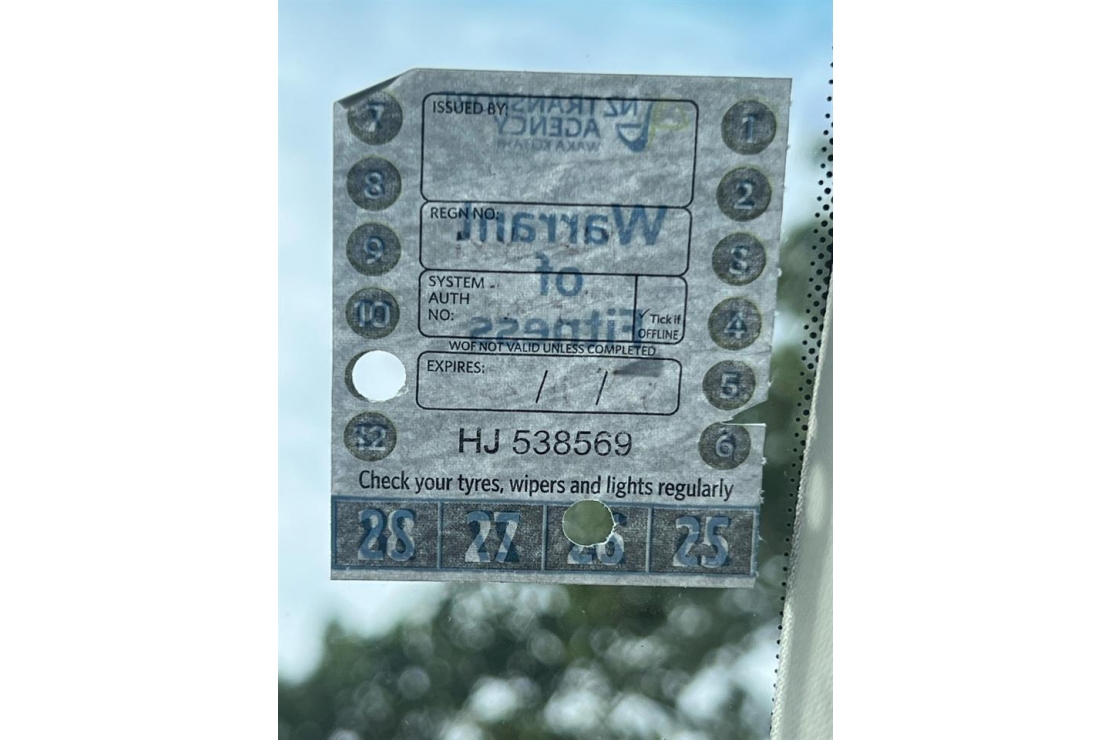 ISSUED BY:
NZ TRANSPORT
AGENCY
WAKA KOTAHI
7
1
8
2
REGN NO:
Warrant
9
3
of
SYSTEM
AUTH
NO:
10
4
Tick if
OFFLINE
Fitness
WOF NOT VALID UNLESS COMPLETED
EXPIRES: / /
5
12
HJ 538569
6
Check your tyres, wipers and lights regularly
28 27 26 25